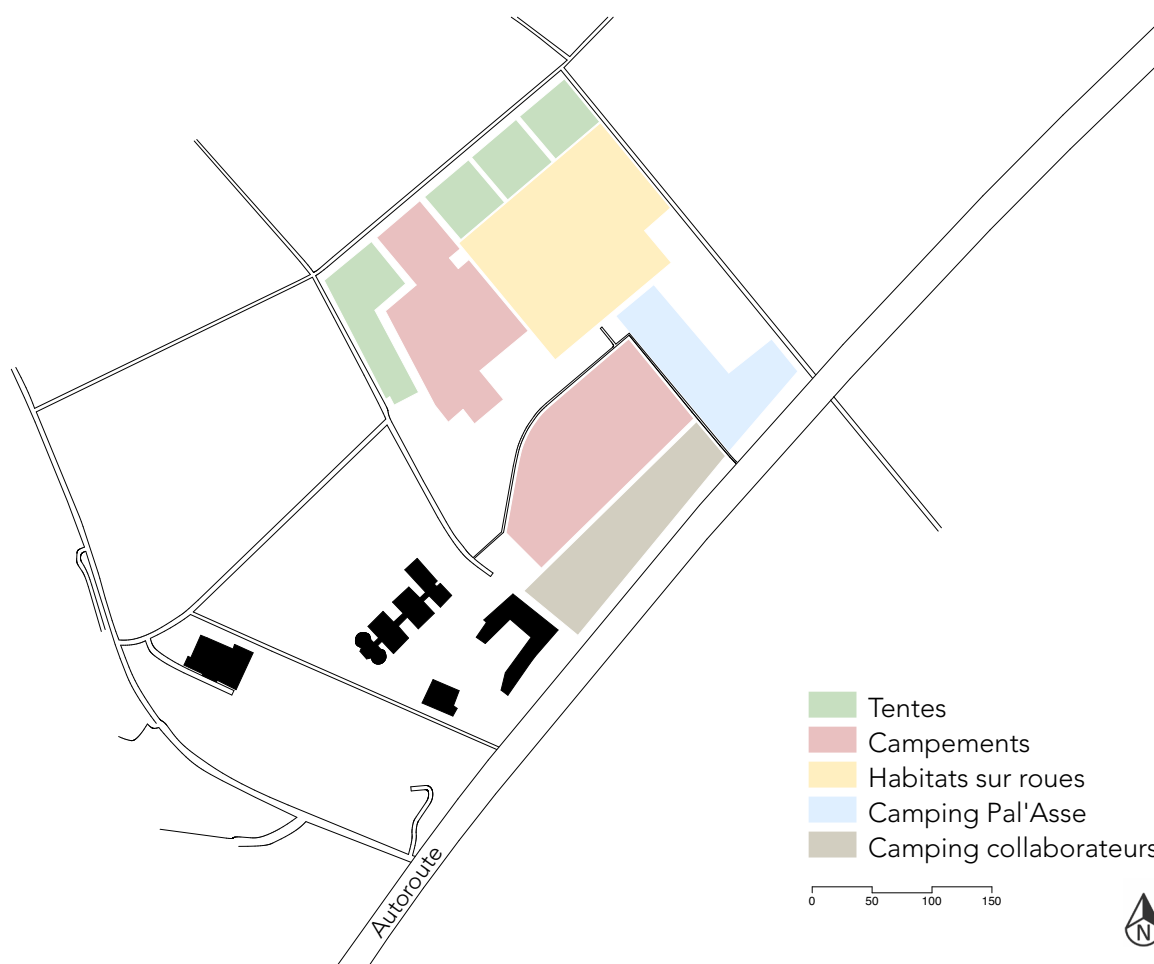 Tentes
Campements
Habitats sur roues
Camping Pal'Asse
Camping collaborateurs
0 50 100 150
N
Autoroute